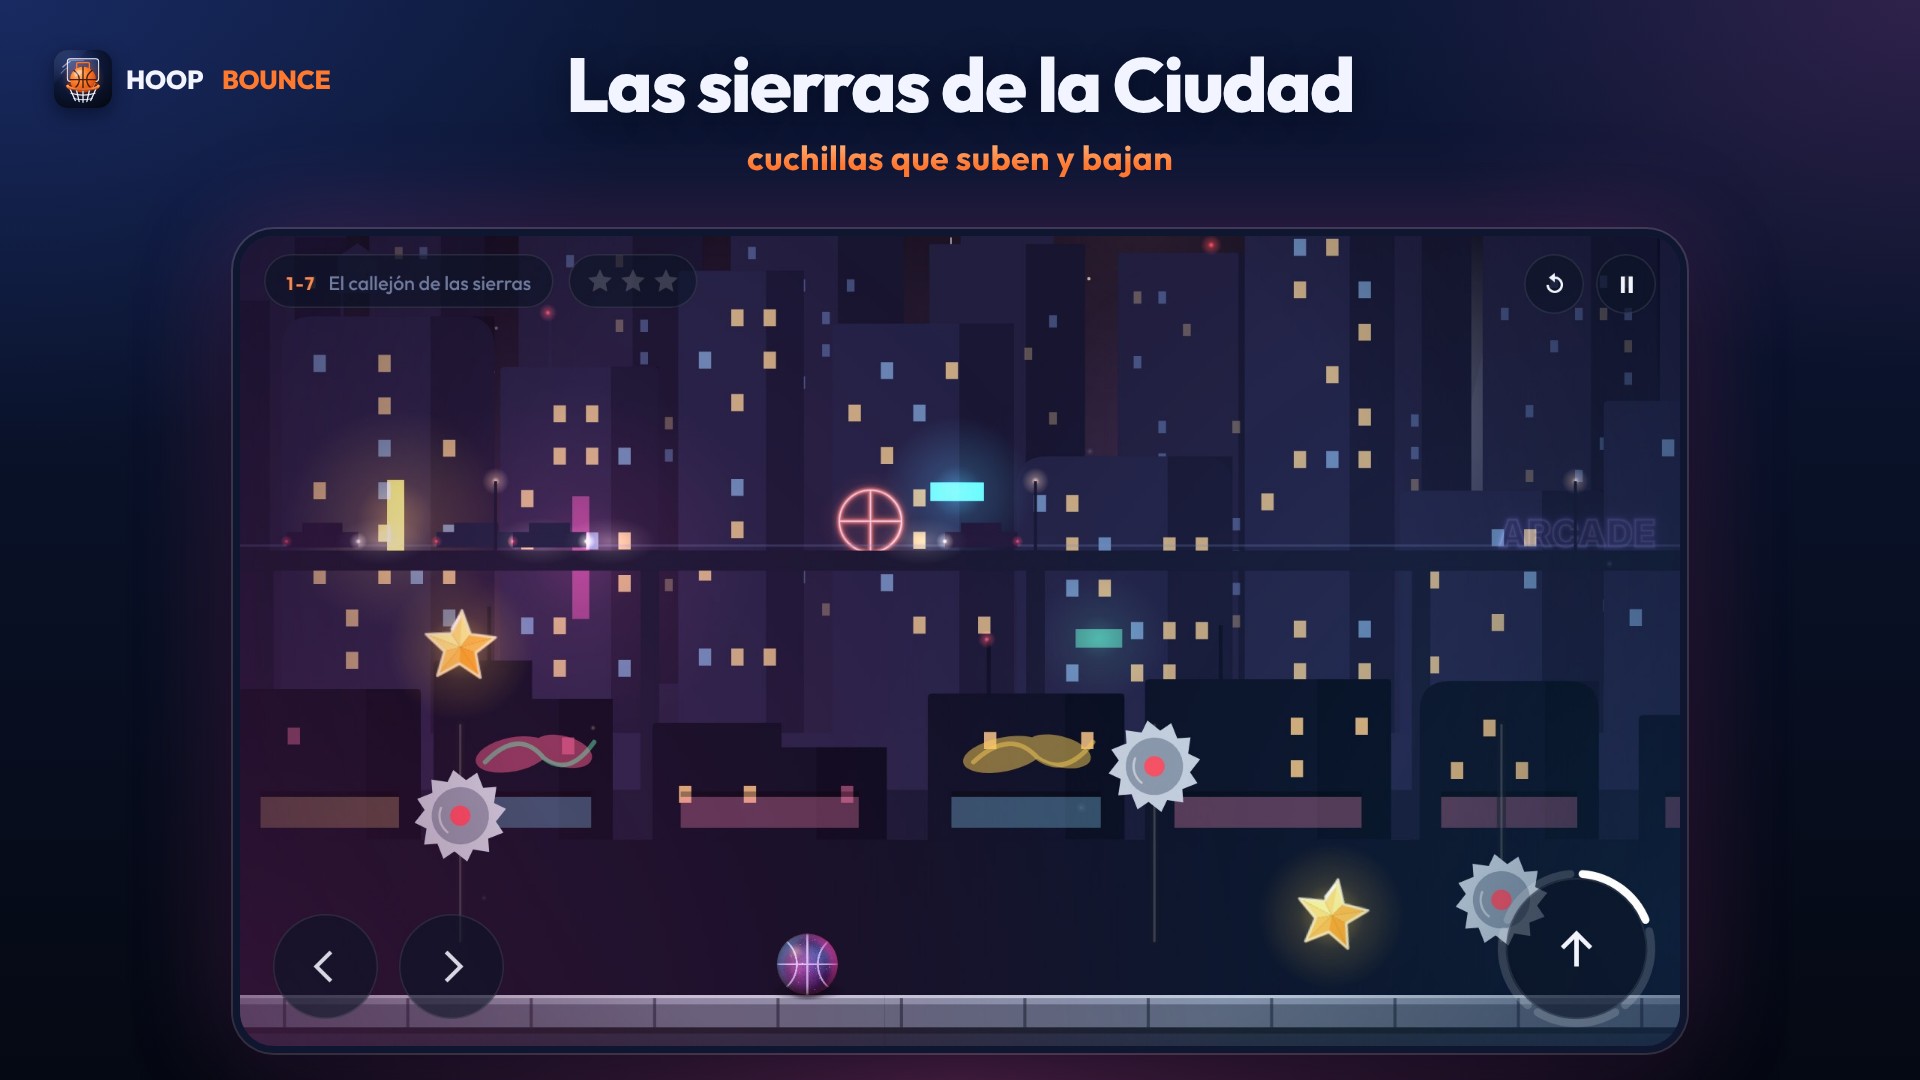 HOOP BOUNCE
Las sierras de la Ciudad
cuchillas que suben y bajan
1-7 El callejón de las sierras
ARCADE